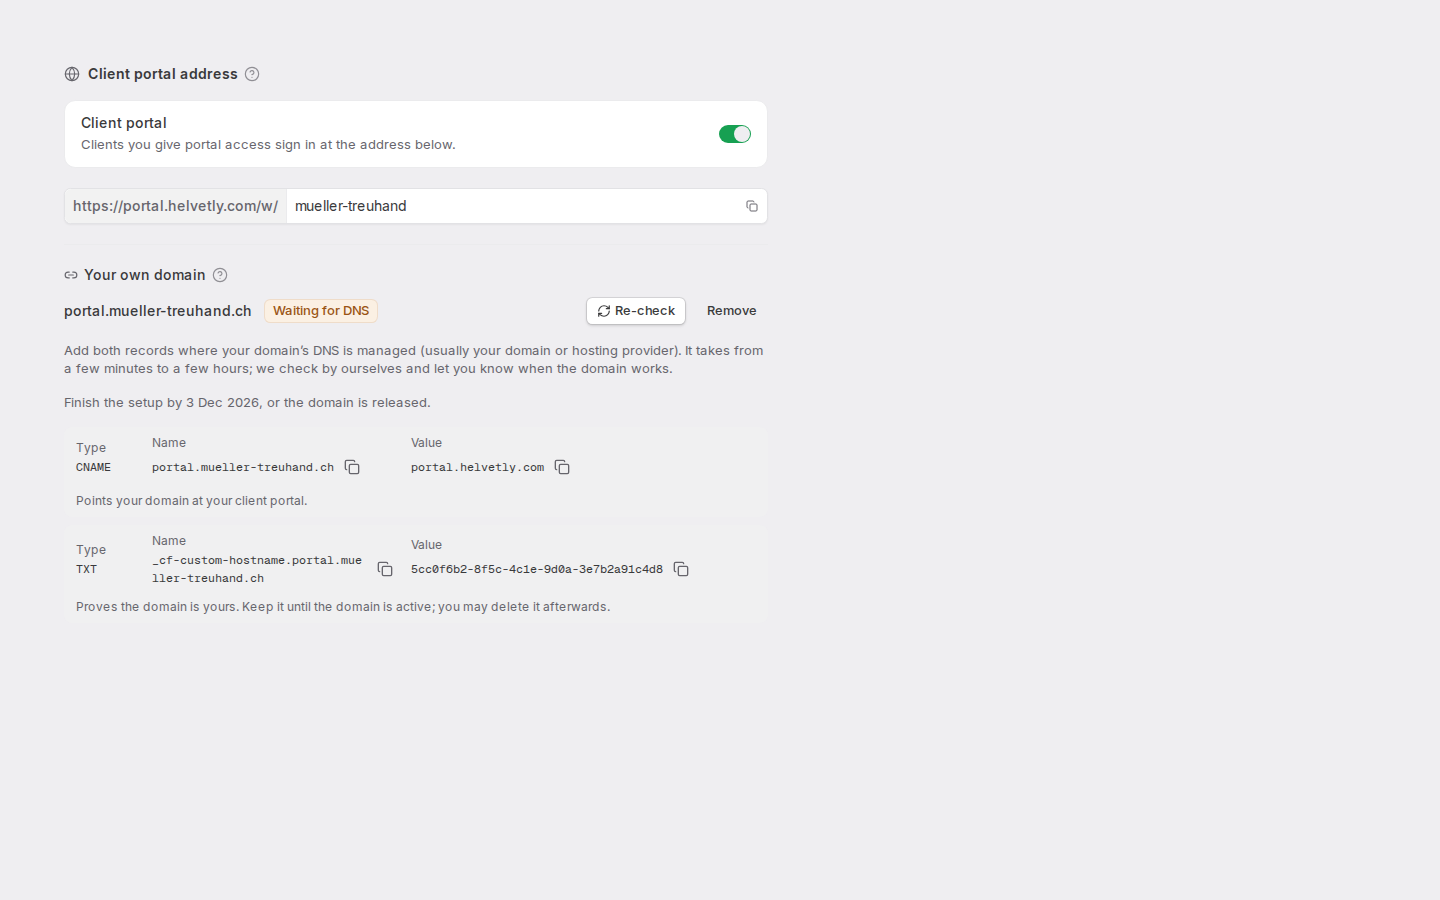 Client portal address
Client portal
Clients you give portal access sign in at the address below.
https://portal.helvetly.com/w/ mueller-treuhand
Your own domain
portal.mueller-treuhand.ch Waiting for DNS Re-check Remove
Add both records where your domain’s DNS is managed (usually your domain or hosting provider). It takes from
a few minutes to a few hours; we check by ourselves and let you know when the domain works.
Finish the setup by 3 Dec 2026, or the domain is released.
Type Name Value
CNAME portal.mueller-treuhand.ch portal.helvetly.com
Points your domain at your client portal.
Type Name Value
TXT _cf-custom-hostname.portal.mue
ller-treuhand.ch 5cc0f6b2-8f5c-4c1e-9d0a-3e7b2a91c4d8
Proves the domain is yours. Keep it until the domain is active; you may delete it afterwards.